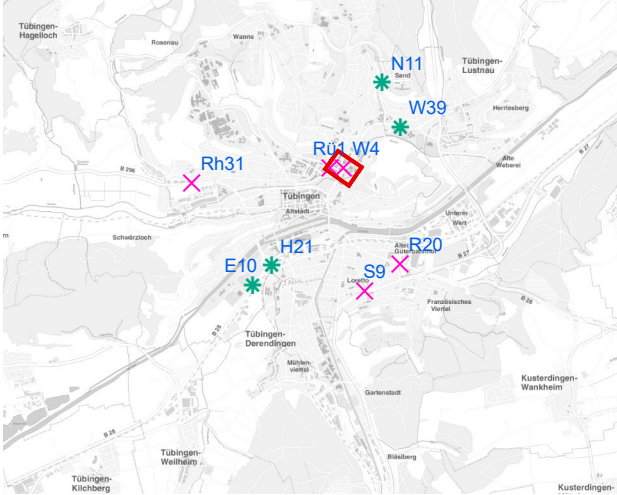 Tübingen-
Hagelloch
Rosenau
Wanne
N11
Sand
Tübingen-
Lustnau
W39
Herrlesberg
Rü1 W4
B 27
B 296
Rh31
Alte
Weberei
Tübingen
Altstadt
Unterer
Wert
Schwärzloch
H21
Alter
Güterbahnhof
R20
B 27
E10
Loretto
S9
Französisches
Viertel
B 28
B 28
Tübingen-
Derendingen
Mühlen-
viertel
Gartenstadt
Kusterdingen-
Wankheim
B 28
Tübingen-
Weilheim
Bläsiberg
Tübingen-
Kilchberg
Kusterdingen-